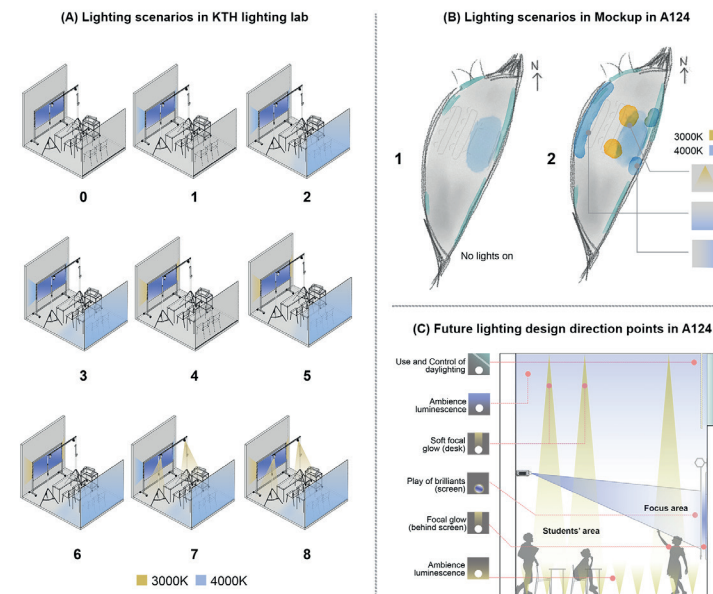 (A) Lighting scenarios in KTH lighting lab
0
1
2
3
4
5
6
7
8
3000K
4000K
(B) Lighting scenarios in Mockup in A124
N
N
1
2
No lights on
3000K
4000K
(C) Future lighting design direction points in A124
Use and Control of
daylighting
Ambience
luminescence
Soft focal
glow (desk)
Play of brilliants
(screen)
Focal glow
(behind screen)
Ambience
luminescence
Focus area
Students' area